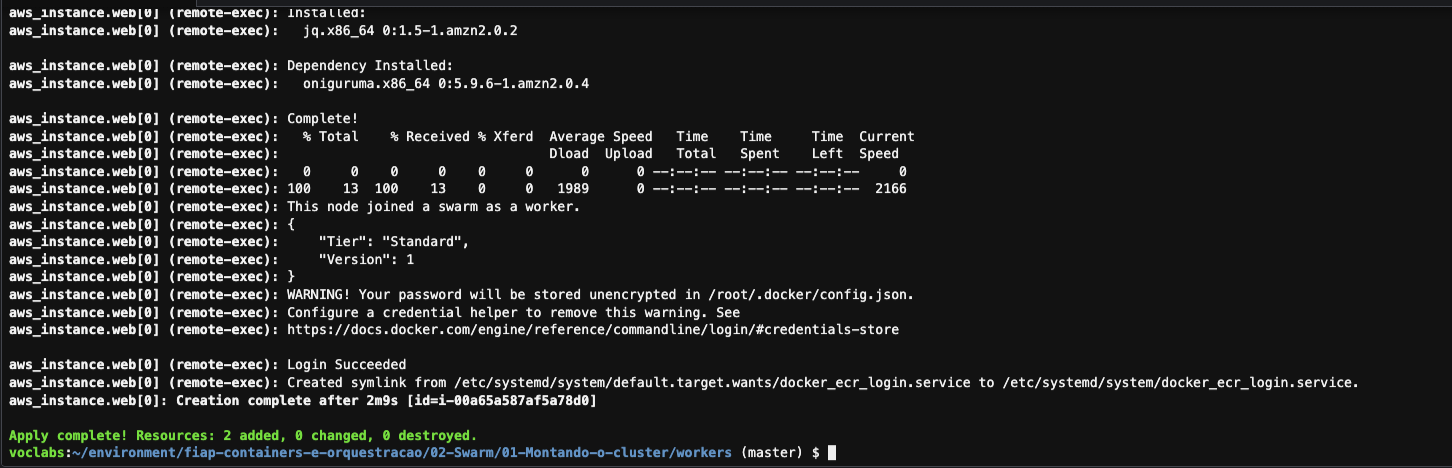 aws_instance.web[0] (remote-exec): Installed:
aws_instance.web[0] (remote-exec):   jq.x86_64 0:1.5-1.amzn2.0.2

aws_instance.web[0] (remote-exec): Dependency Installed:
aws_instance.web[0] (remote-exec):   oniguruma.x86_64 0:5.9.6-1.amzn2.0.4

aws_instance.web[0] (remote-exec): Complete!
aws_instance.web[0] (remote-exec):   % Total    % Received % Xferd  Average Speed   Time    Time     Time  Current
aws_instance.web[0] (remote-exec):                                  Dload  Upload   Total   Spent    Left  Speed
aws_instance.web[0] (remote-exec):   0     0    0     0    0     0      0      0 --:--:-- --:--:-- --:--:--     0
aws_instance.web[0] (remote-exec): 100    13  100    13    0     0   1989      0 --:--:-- --:--:-- --:--:--  2166
aws_instance.web[0] (remote-exec): This node joined a swarm as a worker.
aws_instance.web[0] (remote-exec): {
aws_instance.web[0] (remote-exec):     "Tier": "Standard",
aws_instance.web[0] (remote-exec):     "Version": 1
aws_instance.web[0] (remote-exec): }
aws_instance.web[0] (remote-exec): WARNING! Your password will be stored unencrypted in /root/.docker/config.json.
aws_instance.web[0] (remote-exec): Configure a credential helper to remove this warning. See
aws_instance.web[0] (remote-exec): https://docs.docker.com/engine/reference/commandline/login/#credentials-store

aws_instance.web[0] (remote-exec): Login Succeeded
aws_instance.web[0] (remote-exec): Created symlink from /etc/systemd/system/default.target.wants/docker_ecr_login.service to /etc/systemd/system/docker_ecr_login.service.
aws_instance.web[0]: Creation complete after 2m9s [id=i-00a65a587af5a78d0]

Apply complete! Resources: 2 added, 0 changed, 0 destroyed.
voclabs:~/environment/fiap-containers-e-orquestracao/02-Swarm/01-Montando-o-cluster/workers (master) $